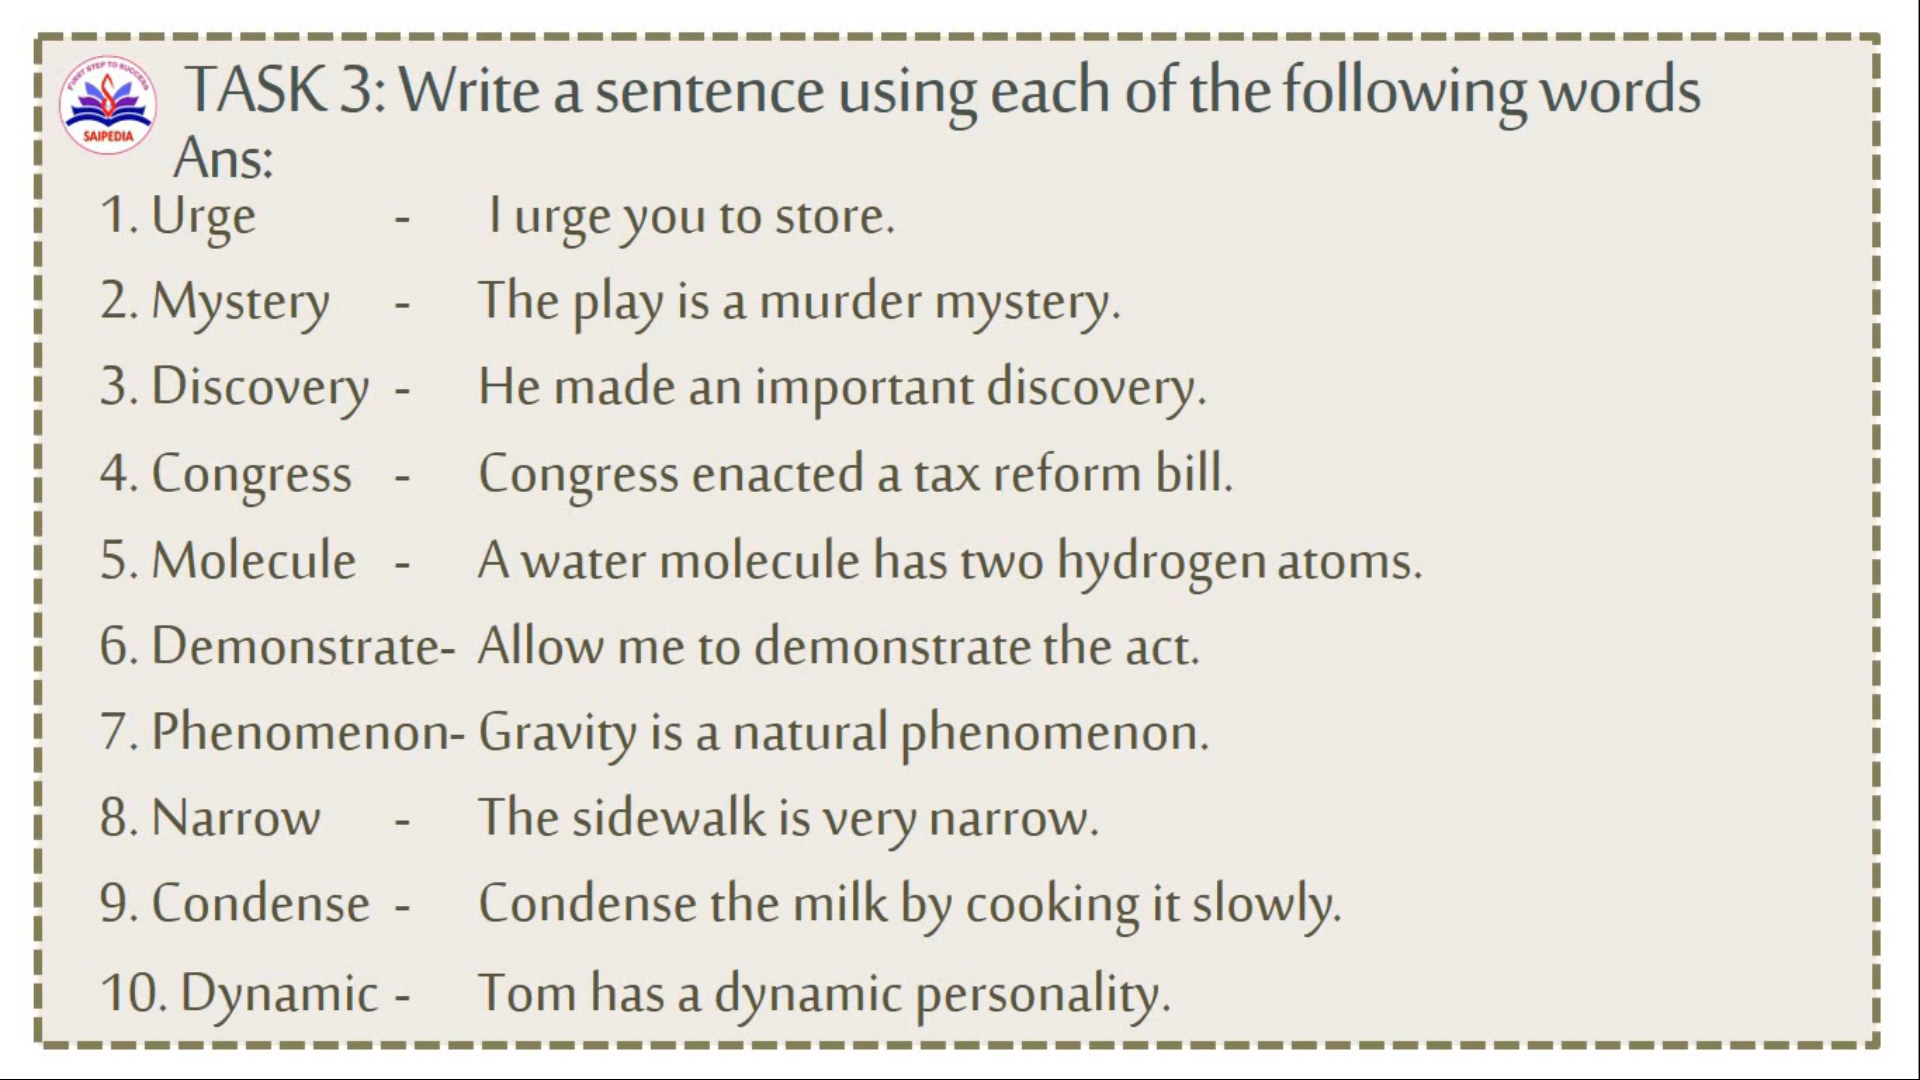 FIRST STEP TO SUCCESS
SAIPEDIA
TASK 3: Write a sentence using each of the following words
Ans:
1. Urge - I urge you to store.
2. Mystery - The play is a murder mystery.
3. Discovery - He made an important discovery.
4. Congress - Congress enacted a tax reform bill.
5. Molecule - A water molecule has two hydrogen atoms.
6. Demonstrate- Allow me to demonstrate the act.
7. Phenomenon- Gravity is a natural phenomenon.
8. Narrow - The sidewalk is very narrow.
9. Condense - Condense the milk by cooking it slowly.
10. Dynamic - Tom has a dynamic personality.